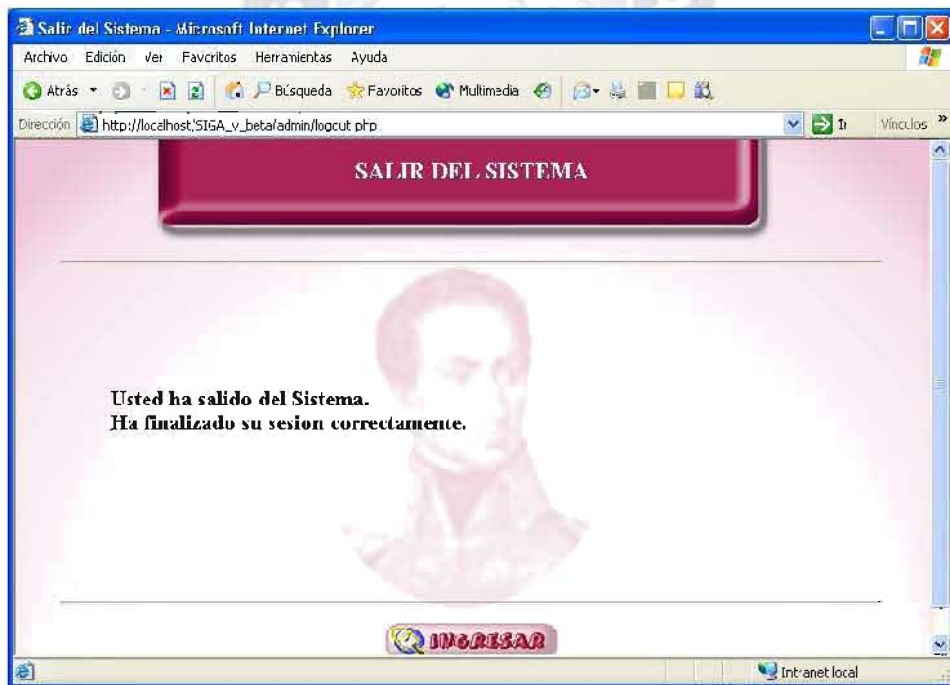 Salir del Sistema - Microsoft Internet Explorer
Archivo Edición Ver Favoritos Herramientas Ayuda
Atrás Búsqueda Favoritos Multimedia
Dirección http://localhost/SIGA_v_beta/admin/logout.php Ir Vínculos »
SALIR DEL SISTEMA
Usted ha salido del Sistema.
Ha finalizado su sesion correctamente.
INGRESAR
Intranet local